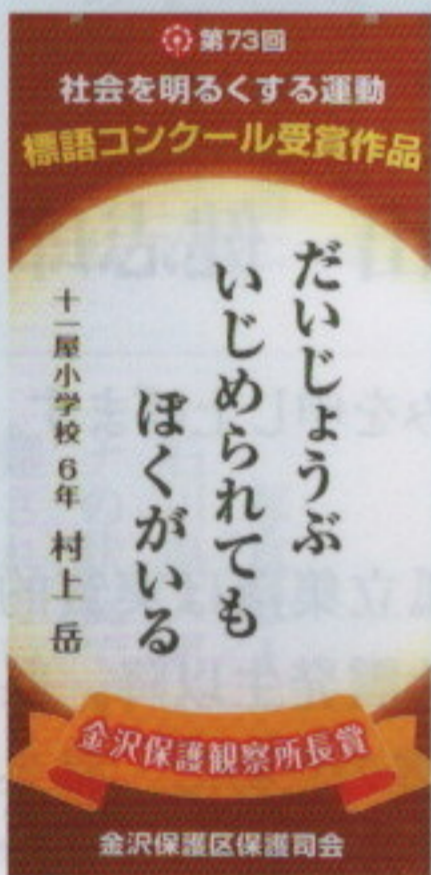 第73回
社会を明るくする運動
標語コンクール受賞作品
だいじょうぶ
いじめられても
ぼくがいる
十一屋小学校 6年 村上 岳
金沢保護観察所長賞
金沢保護区保護司会